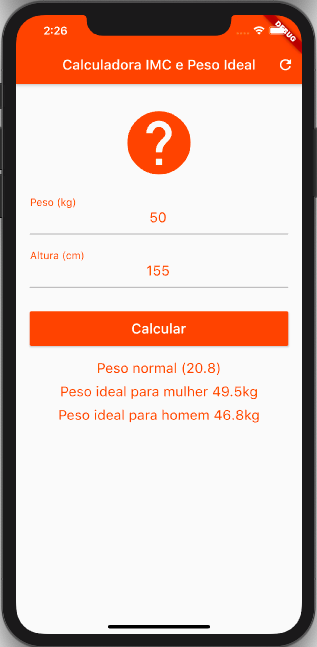 2:26
DEBUG
Calculadora IMC e Peso Ideal
?
Peso (kg)
50
Altura (cm)
155
Calcular
Peso normal (20.8)
Peso ideal para mulher 49.5kg
Peso ideal para homem 46.8kg